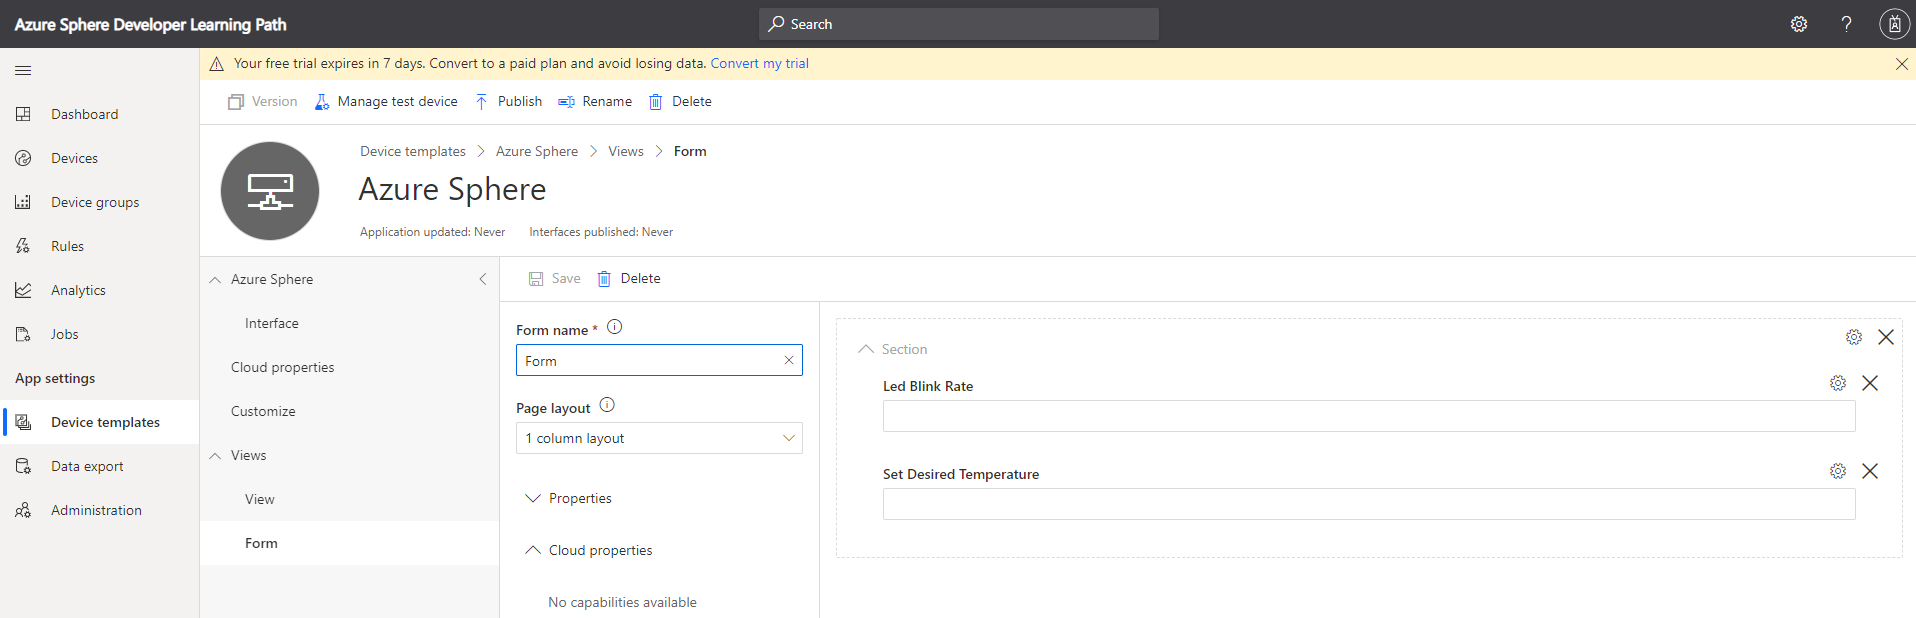 Azure Sphere Developer Learning Path
Search
?
Your free trial expires in 7 days. Convert to a paid plan and avoid losing data. Convert my trial
Version Manage test device Publish Rename Delete
Dashboard
Devices
Device groups
Rules
Analytics
Jobs
App settings
Device templates
Data export
Administration
Device templates > Azure Sphere > Views > Form
Azure Sphere
Application updated: Never Interfaces published: Never
Azure Sphere
Interface
Cloud properties
Customize
Views
View
Form
Save Delete
Form name *
Form
Page layout
1 column layout
Properties
Cloud properties
No capabilities available
Section
Led Blink Rate
Set Desired Temperature